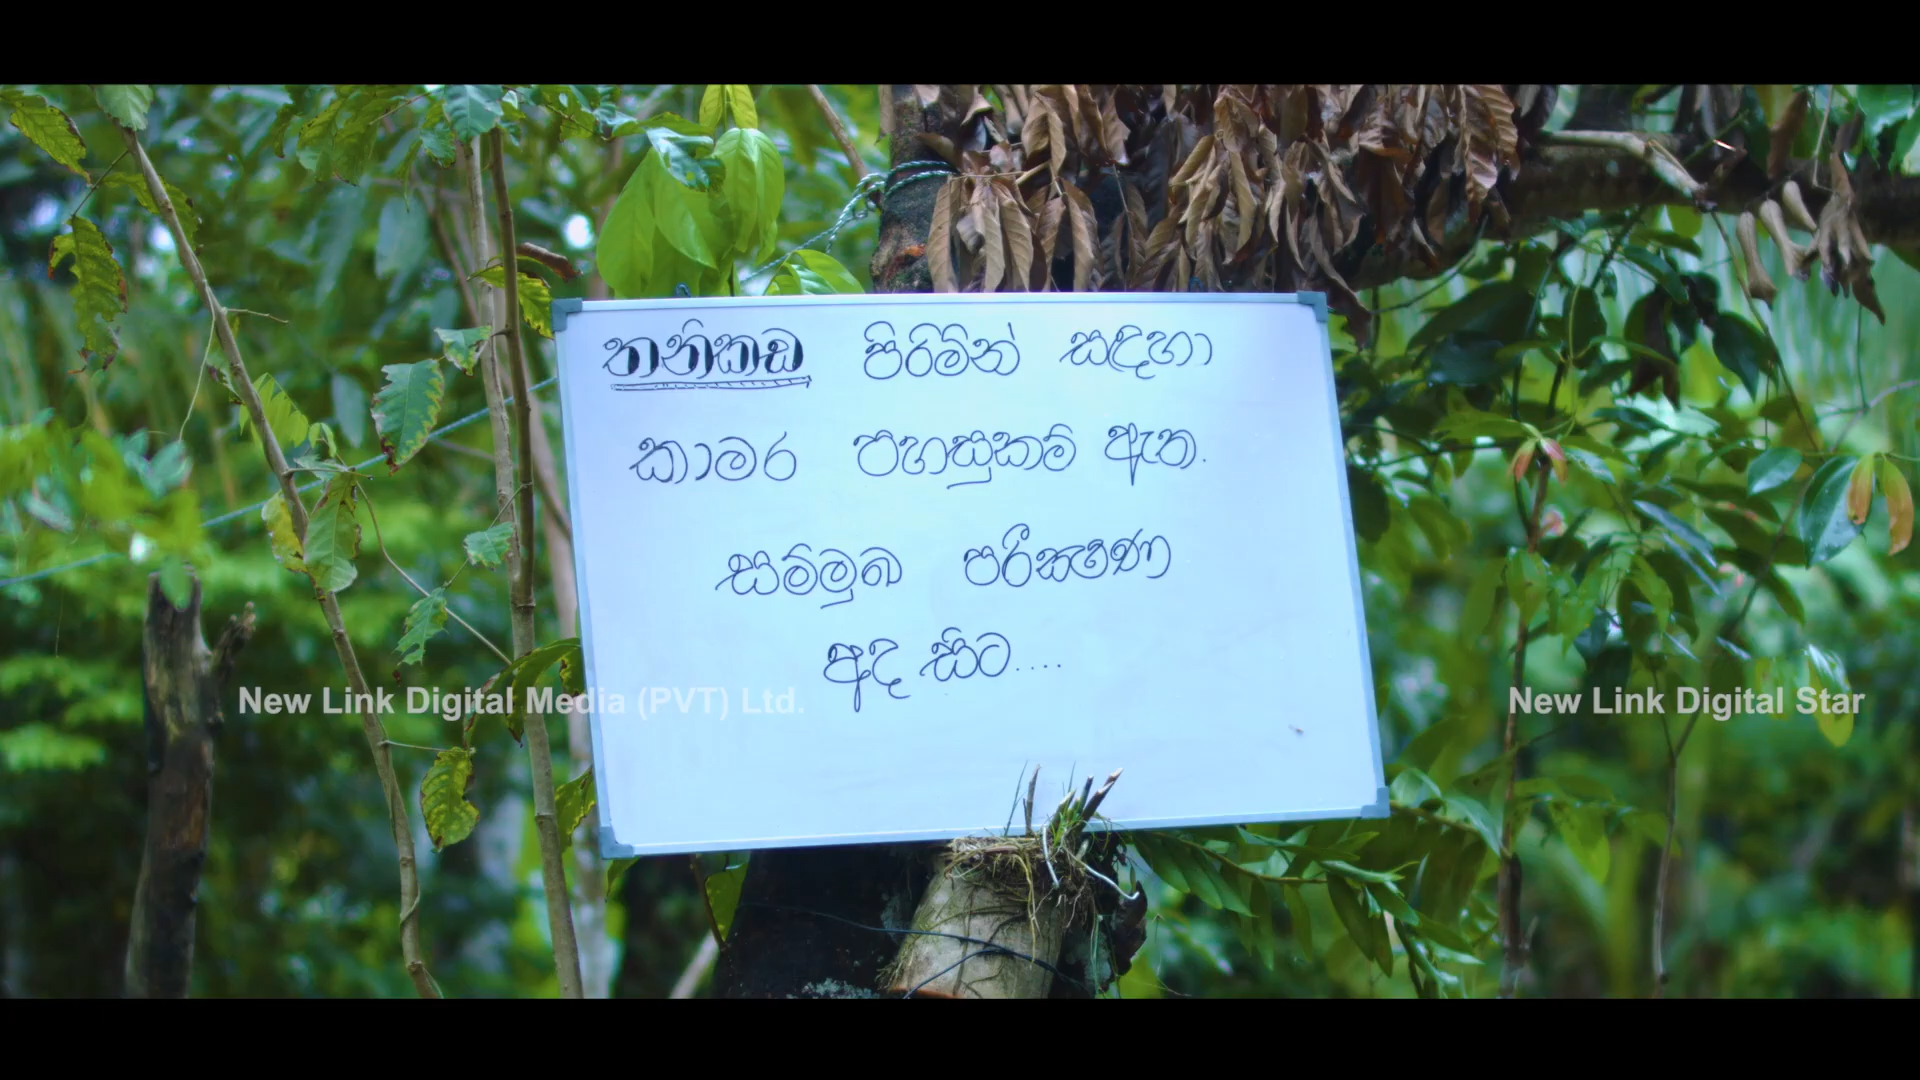 තනිකඩ පිරිමින් සඳහා
කාමර පහසුකම් ඇත.
සම්මුඛ පරීක්ෂණ
අද සිට....
New Link Digital Media (PVT) Ltd.
New Link Digital Star